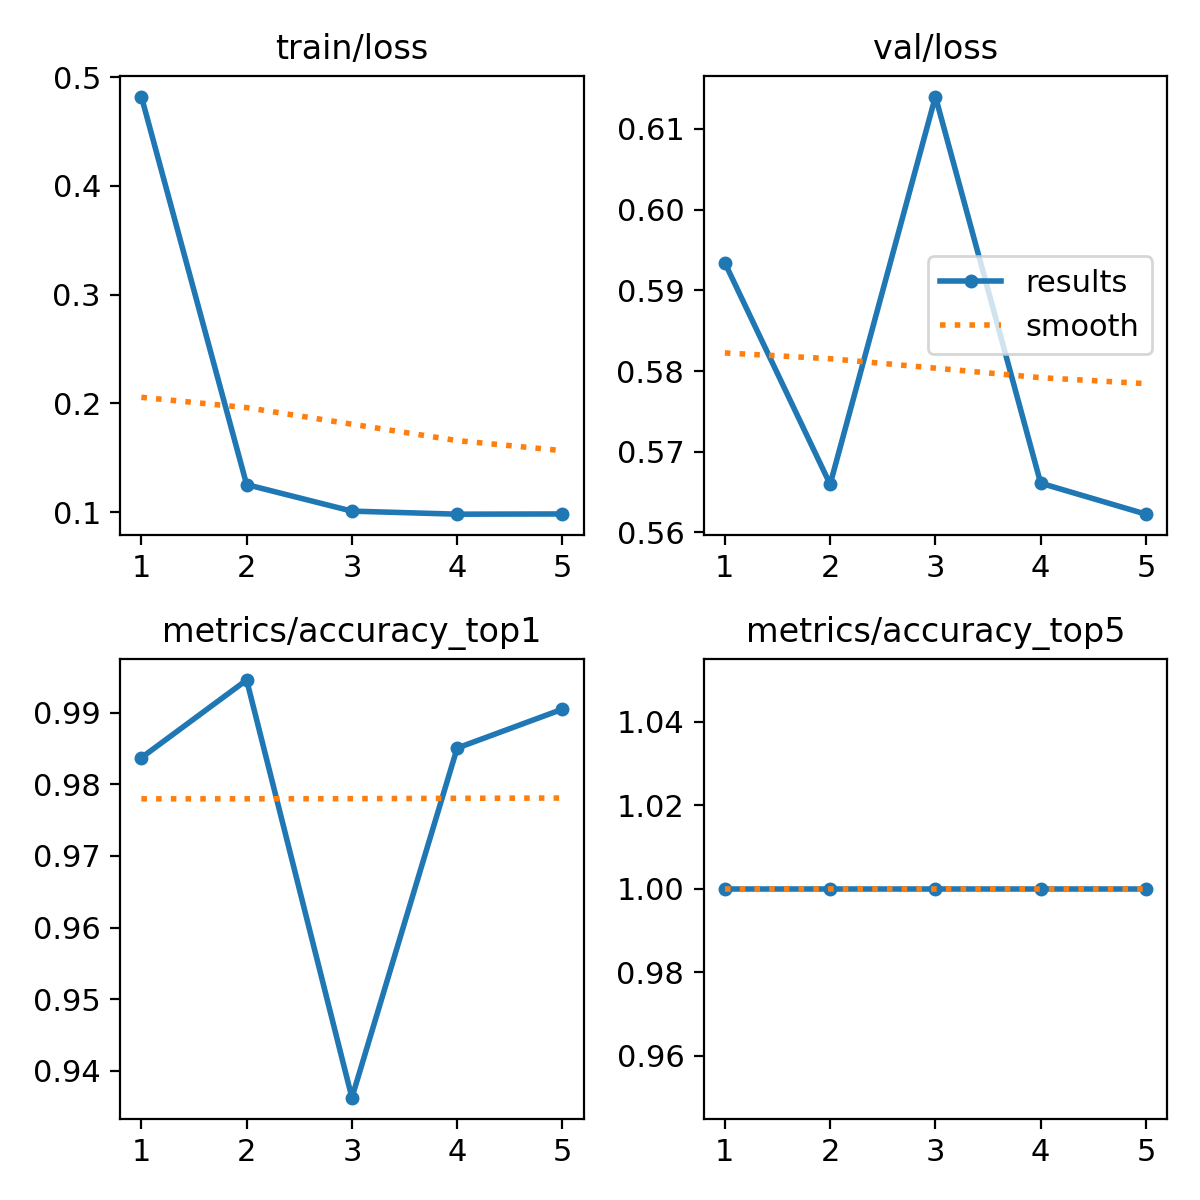 train/loss
0.5
0.4
0.3
0.2
0.1
1 2 3 4 5
val/loss
0.61
0.60
0.59
0.58
0.57
0.56
results
smooth
1 2 3 4 5
metrics/accuracy_top1
0.99
0.98
0.97
0.96
0.95
0.94
1 2 3 4 5
metrics/accuracy_top5
1.04
1.02
1.00
0.98
0.96
1 2 3 4 5